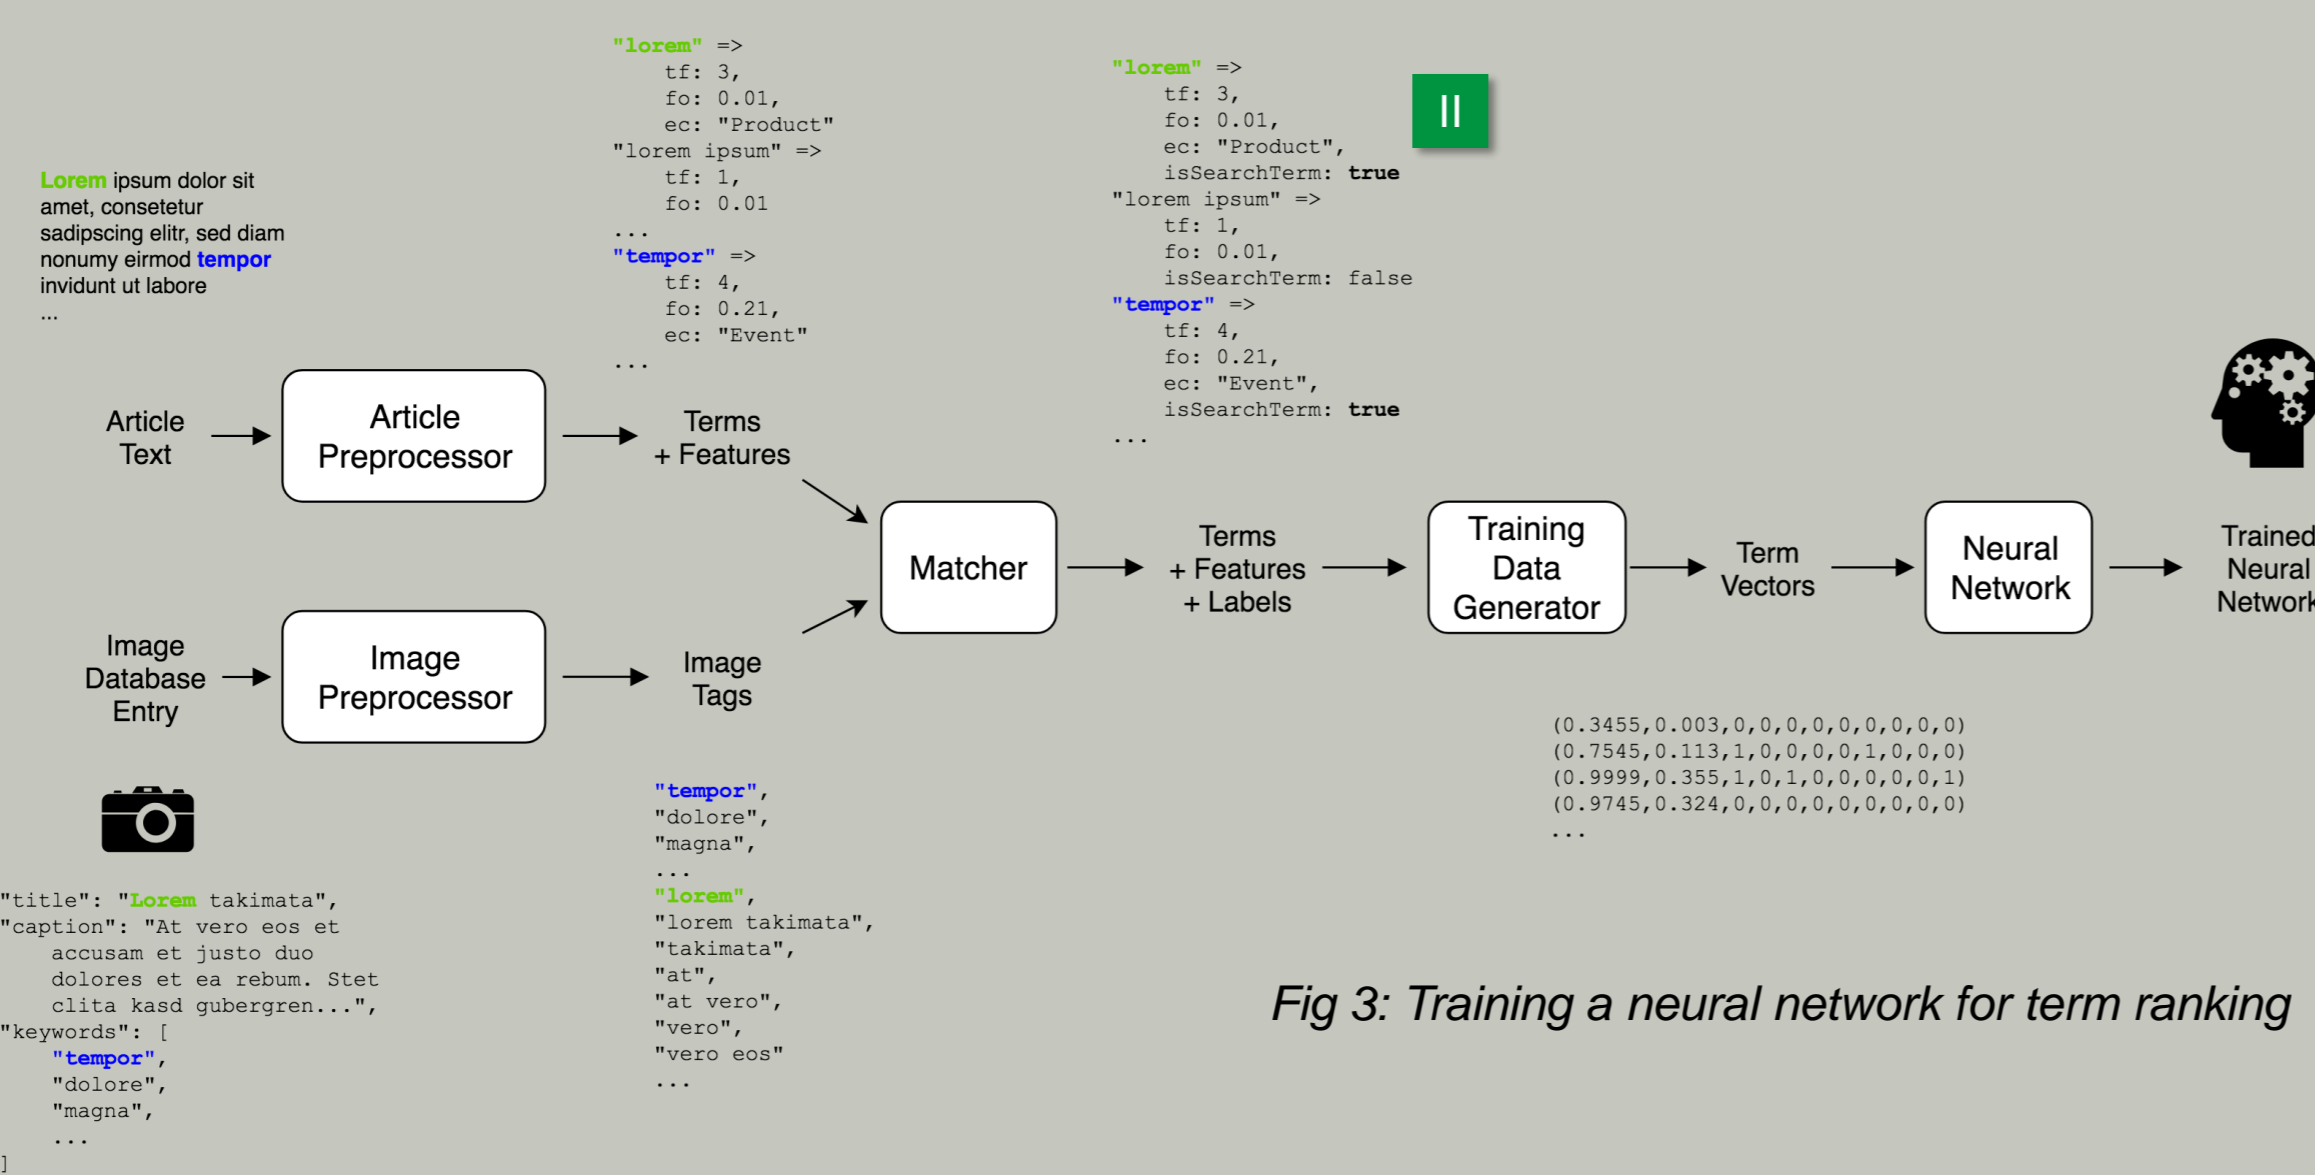 "lorem" =>
    tf: 3,
    fo: 0.01,
    ec: "Product"
"lorem ipsum" =>
    tf: 1,
    fo: 0.01
...
"tempor" =>
    tf: 4,
    fo: 0.21,
    ec: "Event"
...
"lorem" =>
    tf: 3,
    fo: 0.01,
    ec: "Product",
    isSearchTerm: true
"lorem ipsum" =>
    tf: 1,
    fo: 0.01,
    isSearchTerm: false
"tempor" =>
    tf: 4,
    fo: 0.21,
    ec: "Event",
    isSearchTerm: true
...
II
Lorem ipsum dolor sit
amet, consetetur
sadipscing elitr, sed diam
nonumy eirmod tempor
invidunt ut labore
...
Article
Text
Article
Preprocessor
Terms
+ Features
Image
Database
Entry
Image
Preprocessor
Image
Tags
Matcher
Terms
+ Features
+ Labels
Training
Data
Generator
Term
Vectors
Neural
Network
Trained
Neural
Network
"title": "Lorem takimata",
"caption": "At vero eos et
    accusam et justo duo
    dolores et ea rebum. Stet
    clita kasd gubergren...",
"keywords": [
    "tempor",
    "dolore",
    "magna",
    ...
]
"tempor",
"dolore",
"magna",
...
"lorem",
"lorem takimata",
"takimata",
"at",
"at vero",
"vero",
"vero eos"
...
(0.3455,0.003,0,0,0,0,0,0,0,0,0)
(0.7545,0.113,1,0,0,0,0,1,0,0,0)
(0.9999,0.355,1,0,1,0,0,0,0,0,1)
(0.9745,0.324,0,0,0,0,0,0,0,0,0)
...
Fig 3: Training a neural network for term ranking